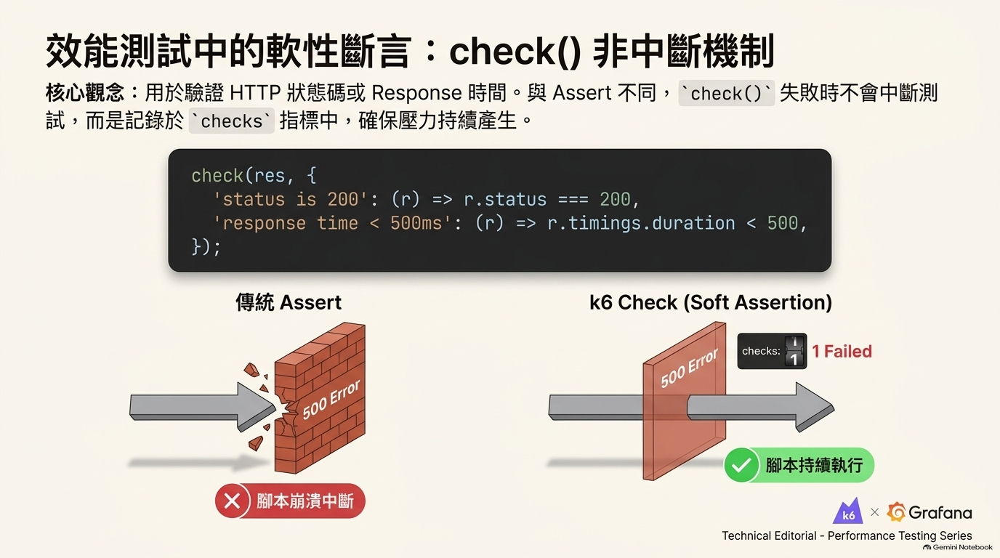 效能測試中的軟性斷言：check() 非中斷機制
核心觀念：用於驗證 HTTP 狀態碼或 Response 時間。與 Assert 不同，`check()` 失敗時不會中斷測
試，而是記錄於 `checks` 指標中，確保壓力持續產生。
check(res, {
  'status is 200': (r) => r.status === 200,
  'response time < 500ms': (r) => r.timings.duration < 500,
});
傳統 Assert
k6 Check (Soft Assertion)
500 Error
腳本崩潰中斷
500 Error
checks: 1
1 Failed
腳本持續執行
k6 × Grafana
Technical Editorial - Performance Testing Series
Gemini Notebook